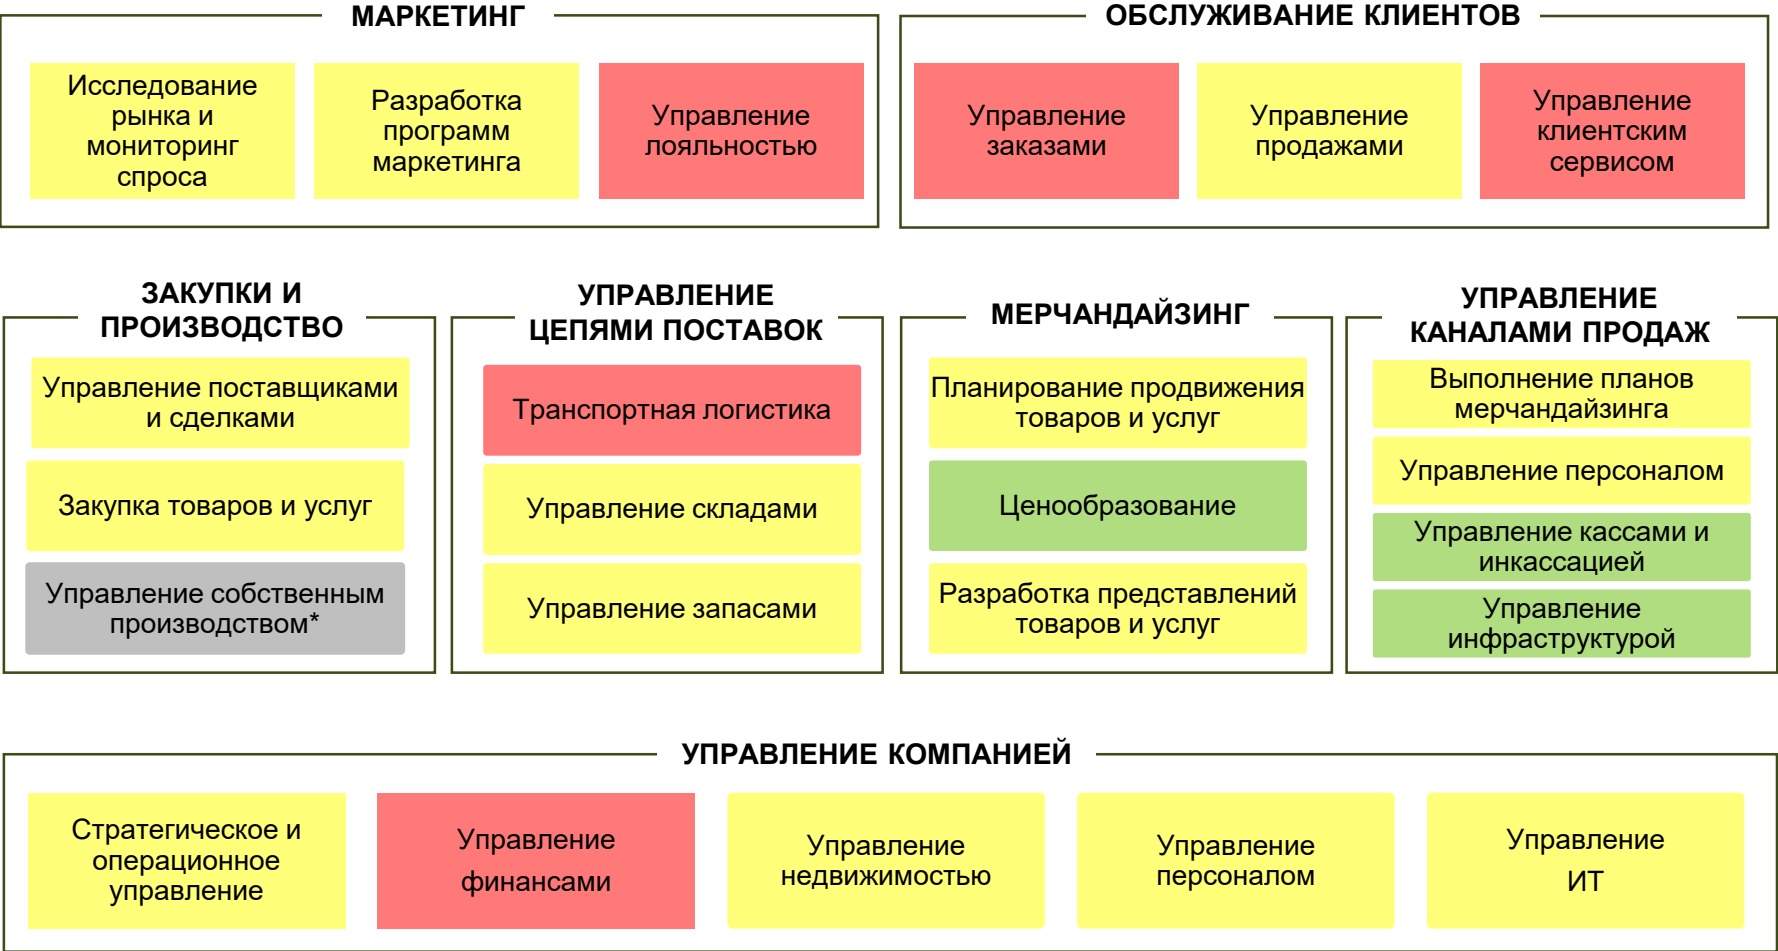 МАРКЕТИНГ
Исследование
рынка и
мониторинг
спроса
Разработка
программ
маркетинга
Управление
лояльностью
ОБСЛУЖИВАНИЕ КЛИЕНТОВ
Управление
заказами
Управление
продажами
Управление
клиентским
сервисом
ЗАКУПКИ И
ПРОИЗВОДСТВО
Управление поставщиками
и сделками
Закупка товаров и услуг
Управление собственным
производством*
УПРАВЛЕНИЕ
ЦЕПЯМИ ПОСТАВОК
Транспортная логистика
Управление складами
Управление запасами
МЕРЧАНДАЙЗИНГ
Планирование продвижения
товаров и услуг
Ценообразование
Разработка представлений
товаров и услуг
УПРАВЛЕНИЕ
КАНАЛАМИ ПРОДАЖ
Выполнение планов
мерчандайзинга
Управление персоналом
Управление кассами и
инкассацией
Управление
инфраструктурой
УПРАВЛЕНИЕ КОМПАНИЕЙ
Стратегическое и
операционное
управление
Управление
финансами
Управление
недвижимостью
Управление
персоналом
Управление
ИТ